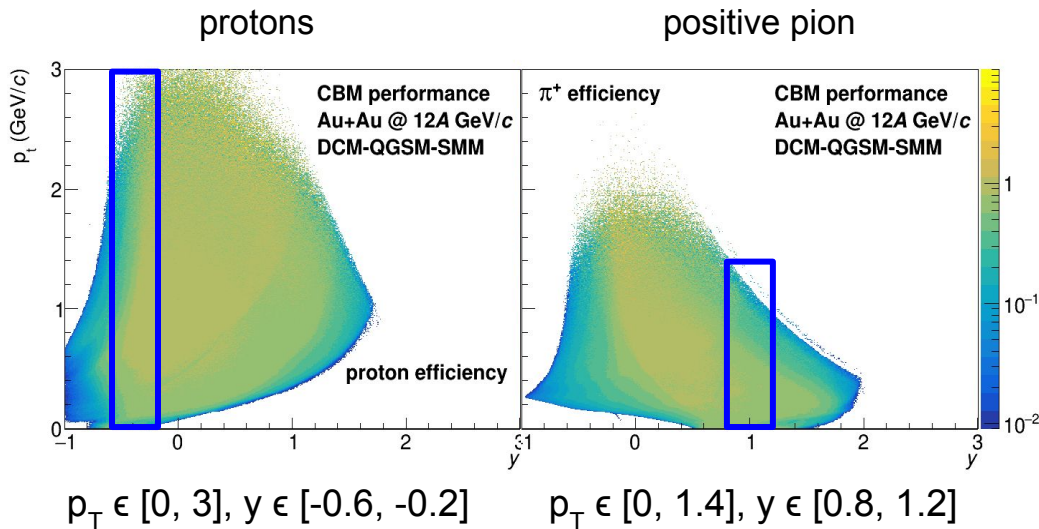 protons
positive pion
p_t (GeV/c)
3
2
1
0
CBM performance
Au+Au @ 12A GeV/c
DCM-QGSM-SMM
proton efficiency
−1 0 1 2 3
y
π+ efficiency
CBM performance
Au+Au @ 12A GeV/c
DCM-QGSM-SMM
−1 0 1 2 3
y
1
10−1
10−2
p_T ϵ [0, 3], y ϵ [-0.6, -0.2]
p_T ϵ [0, 1.4], y ϵ [0.8, 1.2]